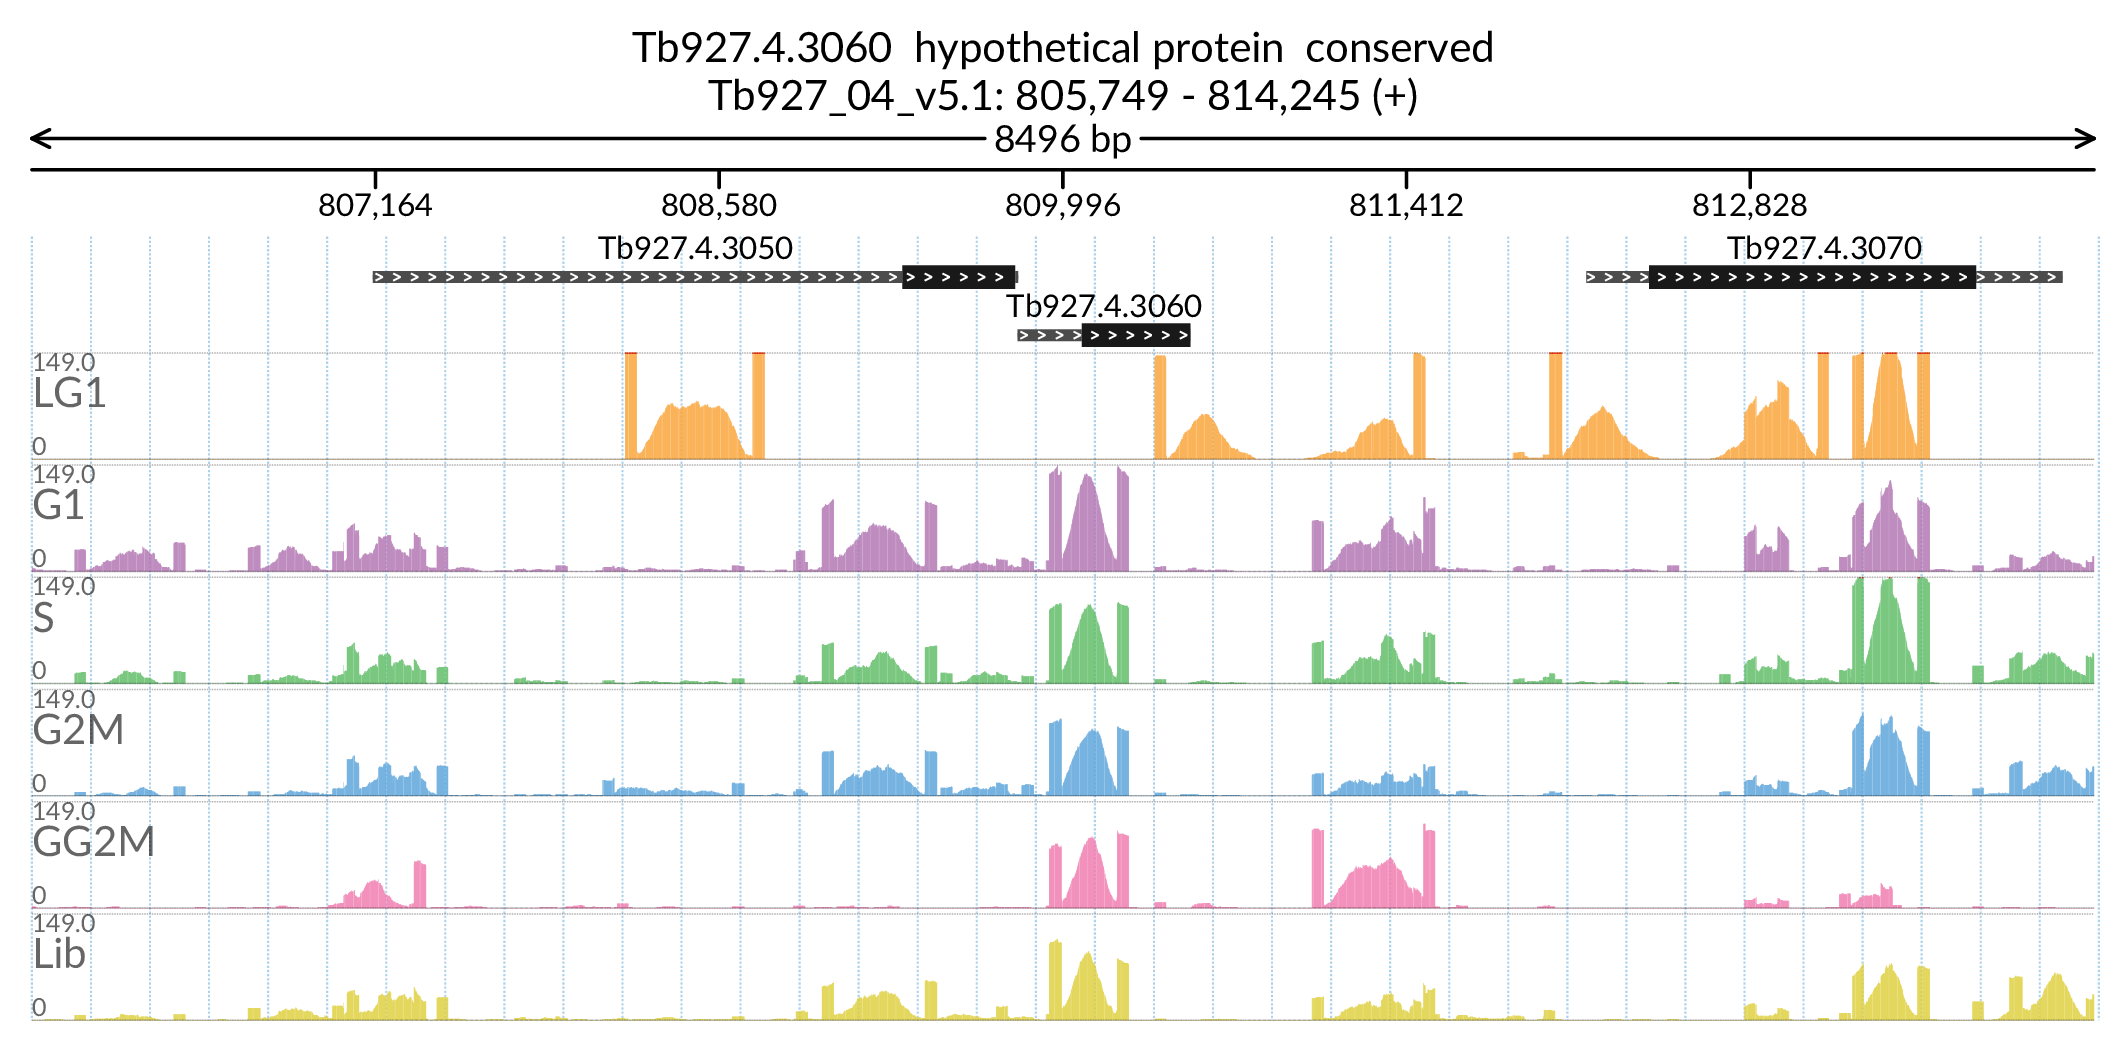 Tb927.4.3060  hypothetical protein  conserved
Tb927_04_v5.1: 805,749 - 814,245 (+)
8496 bp
807,164 808,580 809,996 811,412 812,828
Tb927.4.3050 Tb927.4.3070
Tb927.4.3060
149.0
LG1
0
149.0
G1
0
149.0
S
0
149.0
G2M
0
149.0
GG2M
0
149.0
Lib
0